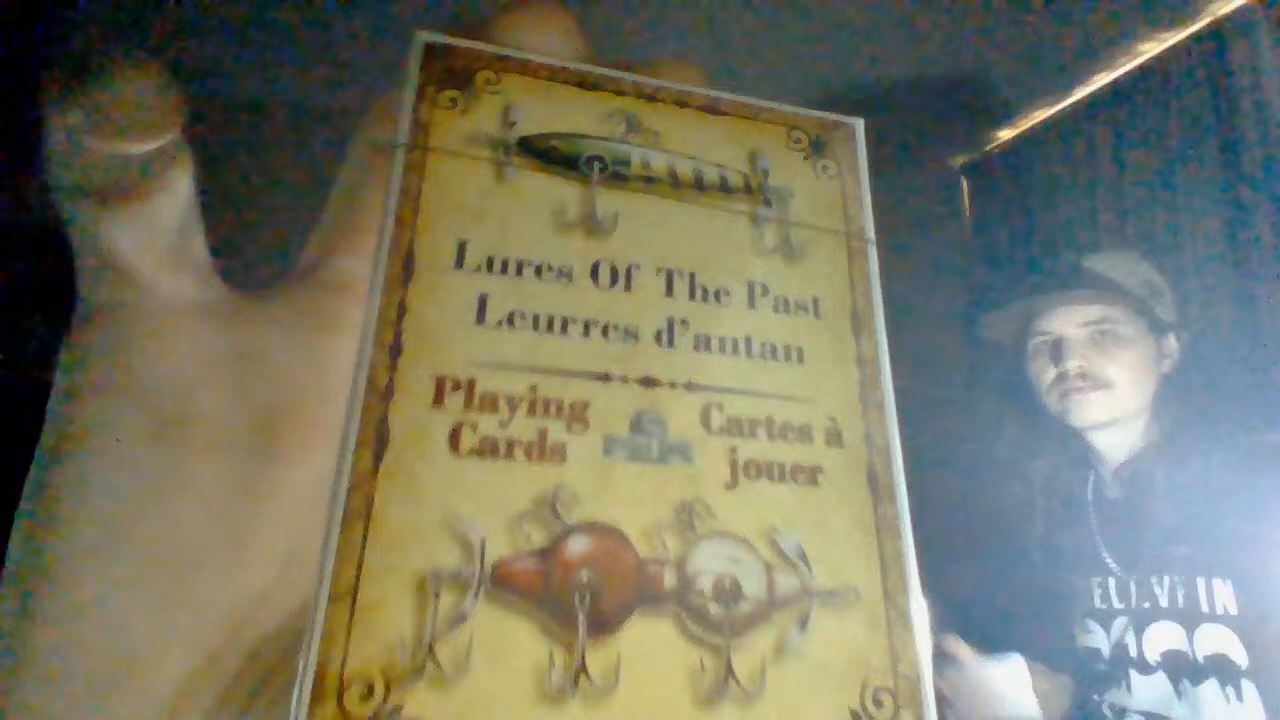 Lures Of The Past
Leurres d'antan
Playing
Cards
Cartes à
jouer